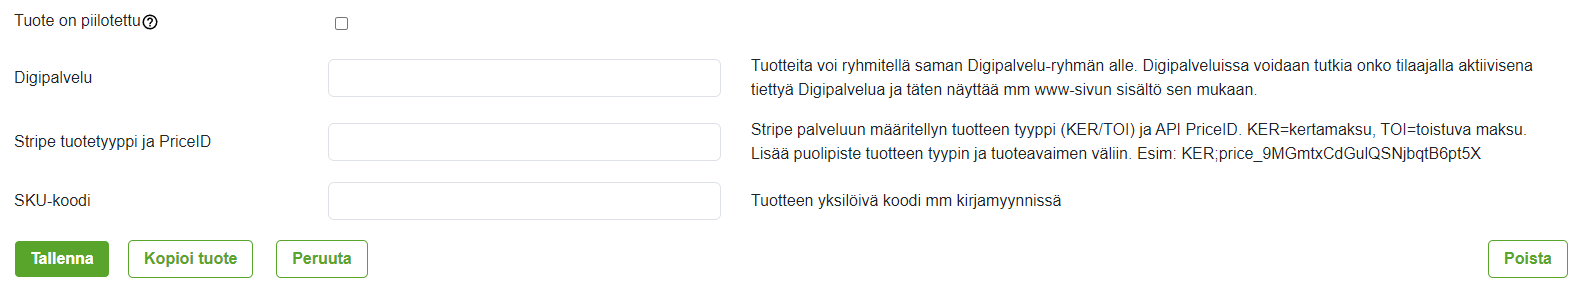 Tuote on piilotettu
Digipalvelu
Tuotteita voi ryhmitellä saman Digipalvelu-ryhmän alle. Digipalveluissa voidaan tutkia onko tilaajalla aktiivisena
tiettyä Digipalvelua ja täten näyttää mm www-sivun sisältö sen mukaan.
Stripe tuotetyyppi ja PriceID
Stripe palveluun määritellyn tuotteen tyyppi (KER/TOI) ja API PriceID. KER=kertamaksu, TOI=toistuva maksu.
Lisää puolipiste tuotteen tyypin ja tuoteavaimen väliin. Esim: KER;price_9MGmtxCdGulQSNjbqtB6pt5X
SKU-koodi
Tuotteen yksilöivä koodi mm kirjamyynnissä
Tallenna
Kopioi tuote
Peruuta
Poista